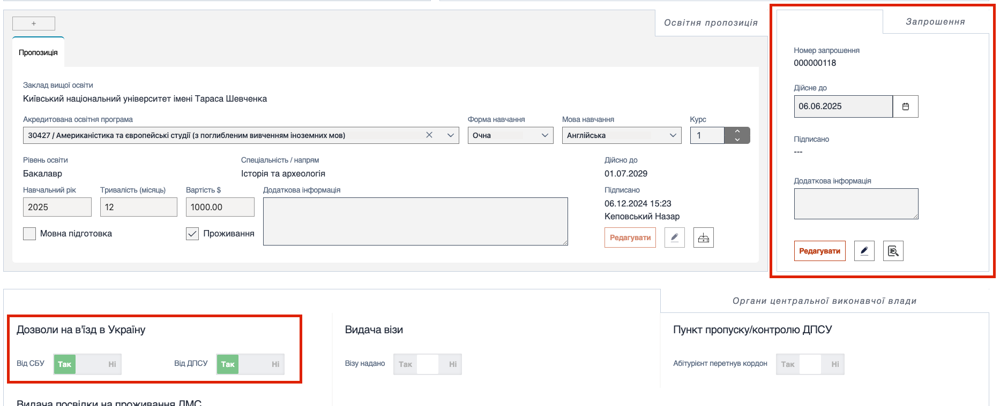 +
Освітня пропозиція
Пропозиція
Заклад вищої освіти
Київський національний університет імені Тараса Шевченка
Акредитована освітня програма
Форма навчання
Мова навчання
Курс
30427 / Американістика та європейські студії (з поглибленим вивченням іноземних мов)
Очна
Англійська
1
Рівень освіти
Спеціальність / напрям
Дійсно до
Бакалавр
Історія та археологія
01.07.2029
Навчальний рік
Тривалість (місяць)
Вартість $
Додаткова інформація
Підписано
2025
12
1000.00
06.12.2024 15:23
Кеповський Назар
Мовна підготовка
Проживання
Редагувати
Запрошення
Номер запрошення
000000118
Дійсне до
06.06.2025
Підписано
---
Додаткова інформація
Редагувати
Органи центральної виконавчої влади
Дозволи на в'їзд в Україну
Від СБУ
Так
Ні
Від ДПСУ
Так
Ні
Видача візи
Візу надано
Так
Ні
Пункт пропуску/контролю ДПСУ
Абітурієнт перетнув кордон
Так
Ні
Видача посвідки на проживання ДМС